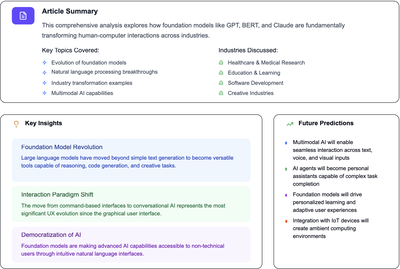 Article Summary
This comprehensive analysis explores how foundation models like GPT, BERT, and Claude are fundamentally
transforming human-computer interactions across industries.
Key Topics Covered:
Evolution of foundation models
Natural language processing breakthroughs
Industry transformation examples
Multimodal AI capabilities
Industries Discussed:
Healthcare & Medical Research
Education & Learning
Software Development
Creative Industries
Key Insights
Foundation Model Revolution
Large language models have moved beyond simple text generation to become versatile
tools capable of reasoning, code generation, and creative tasks.
Interaction Paradigm Shift
The move from command-based interfaces to conversational AI represents the most
significant UX evolution since the graphical user interface.
Democratization of AI
Foundation models are making advanced AI capabilities accessible to non-technical
users through intuitive natural language interfaces.
Future Predictions
Multimodal AI will enable
seamless interaction across text,
voice, and visual inputs
AI agents will become personal
assistants capable of complex task
completion
Foundation models will drive
personalized learning and
adaptive user experiences
Integration with IoT devices will
create ambient computing
environments